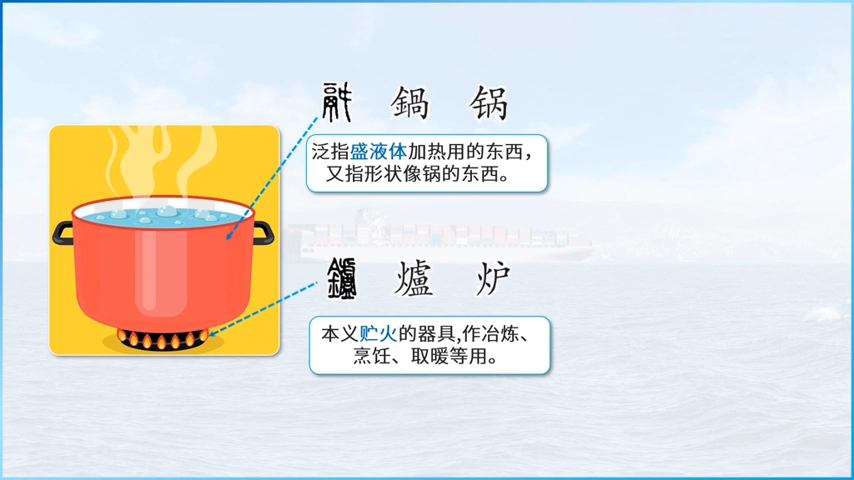 鍋 锅
泛指盛液体加热用的东西，
又指形状像锅的东西。
鑪 爐 炉
本义贮火的器具,作冶炼、
烹饪、取暖等用。